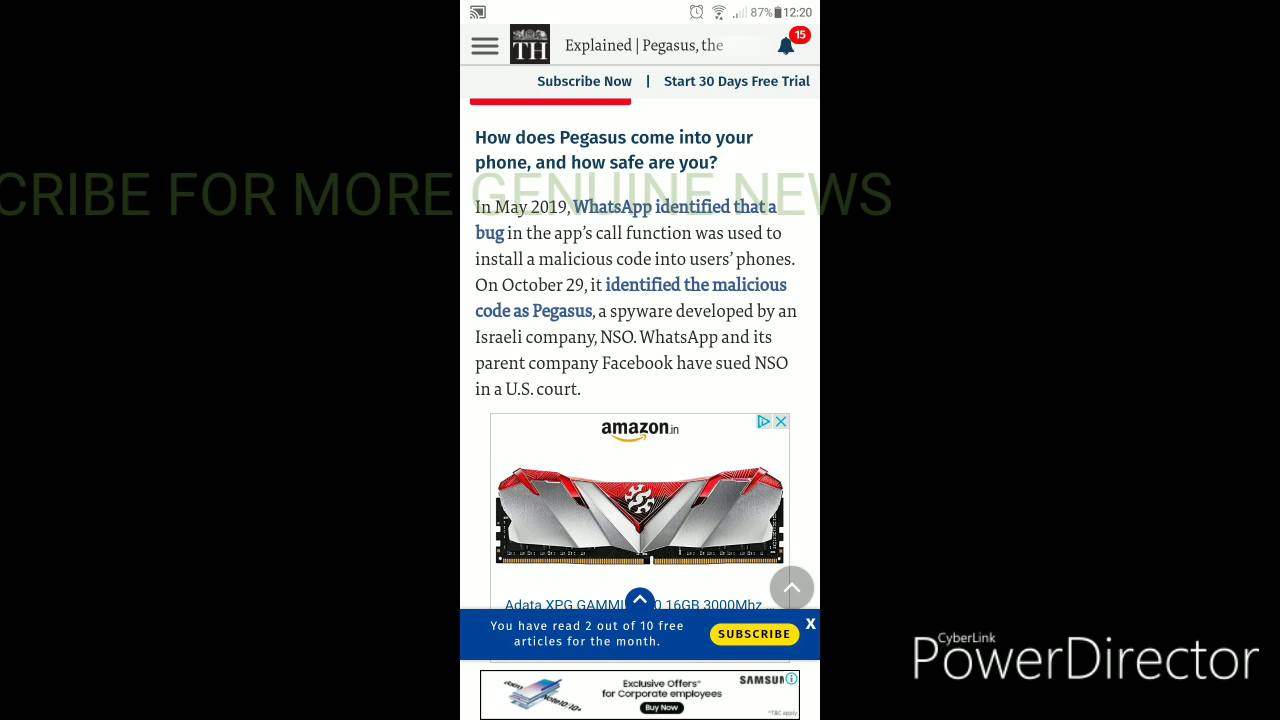 87% 12:20
TH
Explained | Pegasus, the
15
Subscribe Now | Start 30 Days Free Trial
How does Pegasus come into your
phone, and how safe are you?
CRIBE FOR MORE GENUINE NEWS
In May 2019, WhatsApp identified that a
bug in the app's call function was used to
install a malicious code into users' phones.
On October 29, it identified the malicious
code as Pegasus, a spyware developed by an
Israeli company, NSO. WhatsApp and its
parent company Facebook have sued NSO
in a U.S. court.
amazon.in
Adata XPG GAMMI 0 16GB 3000Mhz ...
You have read 2 out of 10 free
articles for the month.
SUBSCRIBE
X
Exclusive Offers*
for Corporate employees
Buy Now
SAMSUN
*T&C apply
Note10/10+
CyberLink
PowerDirector